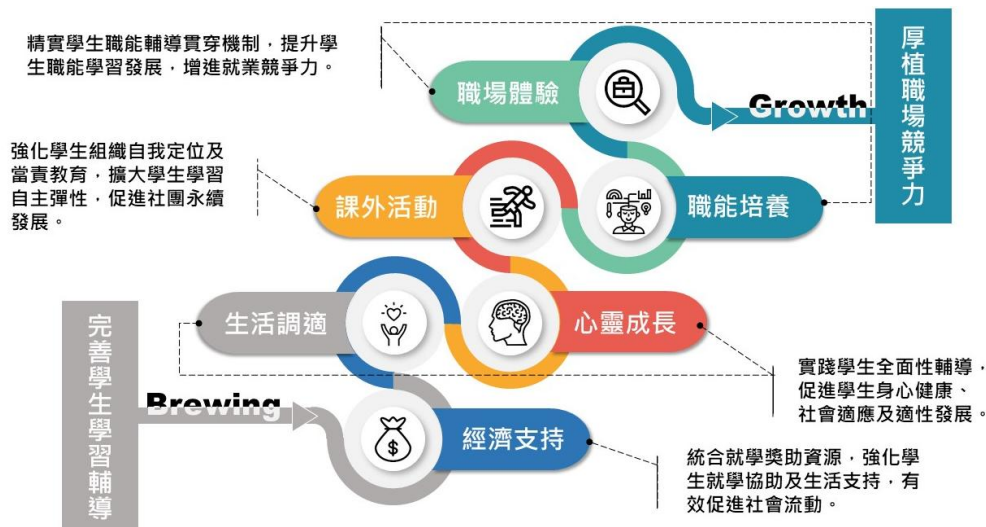 精實學生職能輔導貫穿機制，提升學
生職能學習發展，增進就業競爭力。
職場體驗
Growth
厚植職場競爭力
強化學生組織自我定位及
當責教育，擴大學生學習
自主彈性，促進社團永續
發展。
課外活動
職能培養
生活調適
心靈成長
完善學生學習輔導
Brewing
實踐學生全面性輔導，
促進學生身心健康、
社會適應及適性發展。
經濟支持
$
統合就學獎助資源，強化學
生就學協助及生活支持，有
效促進社會流動。